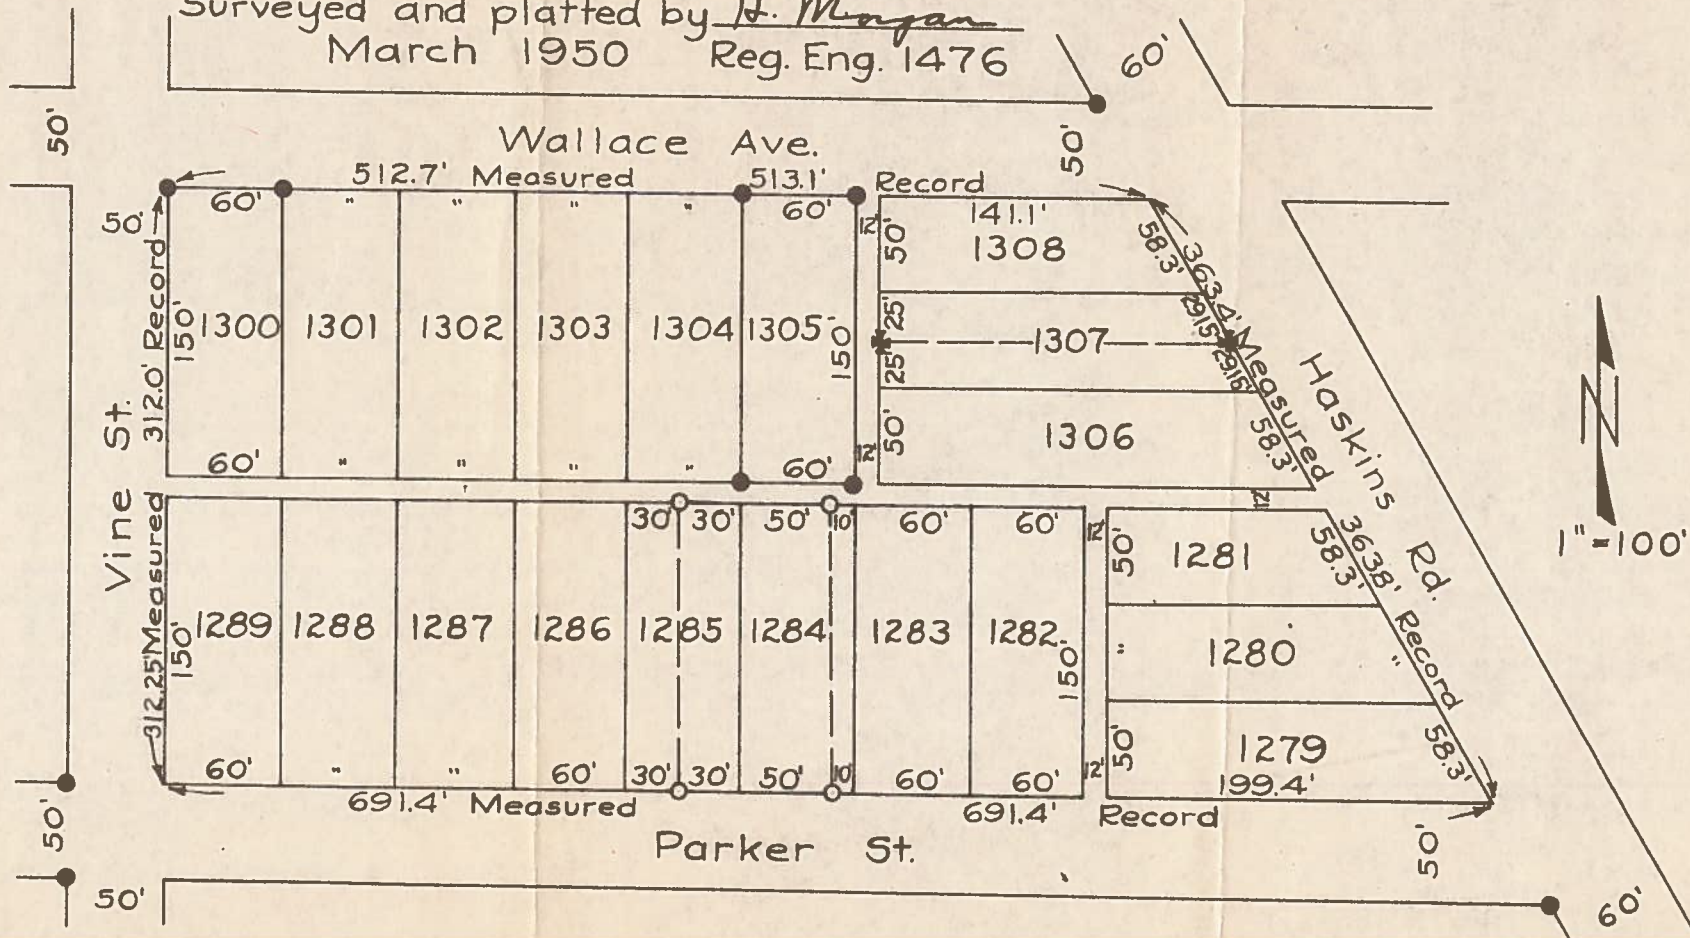 Surveyed and platted by H. Morgan
March 1950 Reg. Eng. 1476
60'
50'
Wallace Ave.
50'
512.7' Measured 513.1' Record
50'
60' " " " " 60' 12' 141.1'
312.0' Record
150'
1300 1301 1302 1303 1304 1305 150'
50' 1308 58.3'
363.4' Measured
25' 29.15'
1307
25' 29.15'
50' 1306 58.3'
60' " " " " 60' 12'
12'
Vine St.
Haskins Rd.
1"=100'
312.25' Measured
30' 30' 50' 10' 60' 60' 12'
150'
1289 1288 1287 1286 1285 1284 1283 1282 150'
50' 1281 58.3'
363.8' Record
" 1280 "
50' 1279 58.3'
199.4'
60' " " 60' 30' 30' 50' 10' 60' 60' 12'
691.4' Measured 691.4' Record
Parker St.
50'
50'
50'
60'